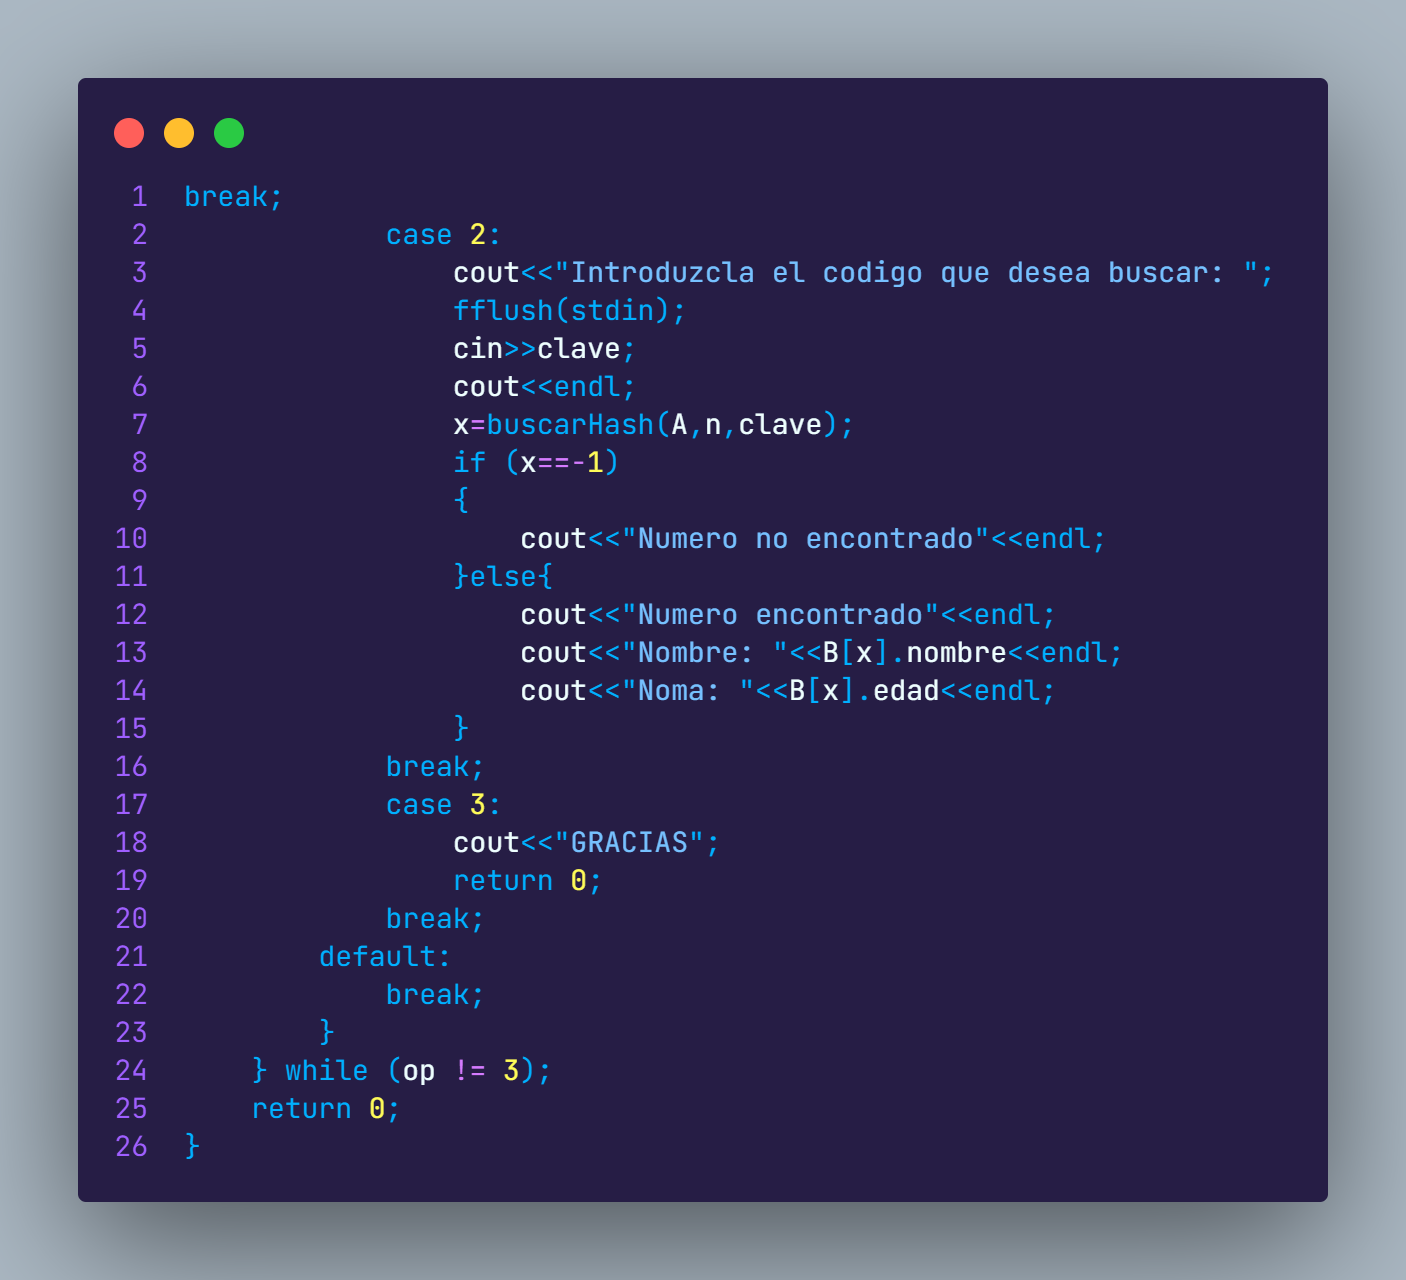 1 break;
2             case 2:
3                 cout<<"Introduzcla el codigo que desea buscar: ";
4                 fflush(stdin);
5                 cin>>clave;
6                 cout<<endl;
7                 x=buscarHash(A,n,clave);
8                 if (x==-1)
9                 {
10                     cout<<"Numero no encontrado"<<endl;
11                 }else{
12                     cout<<"Numero encontrado"<<endl;
13                     cout<<"Nombre: "<<B[x].nombre<<endl;
14                     cout<<"Noma: "<<B[x].edad<<endl;
15                 }
16             break;
17             case 3:
18                 cout<<"GRACIAS";
19                 return 0;
20             break;
21         default:
22             break;
23         }
24     } while (op != 3);
25     return 0;
26 }